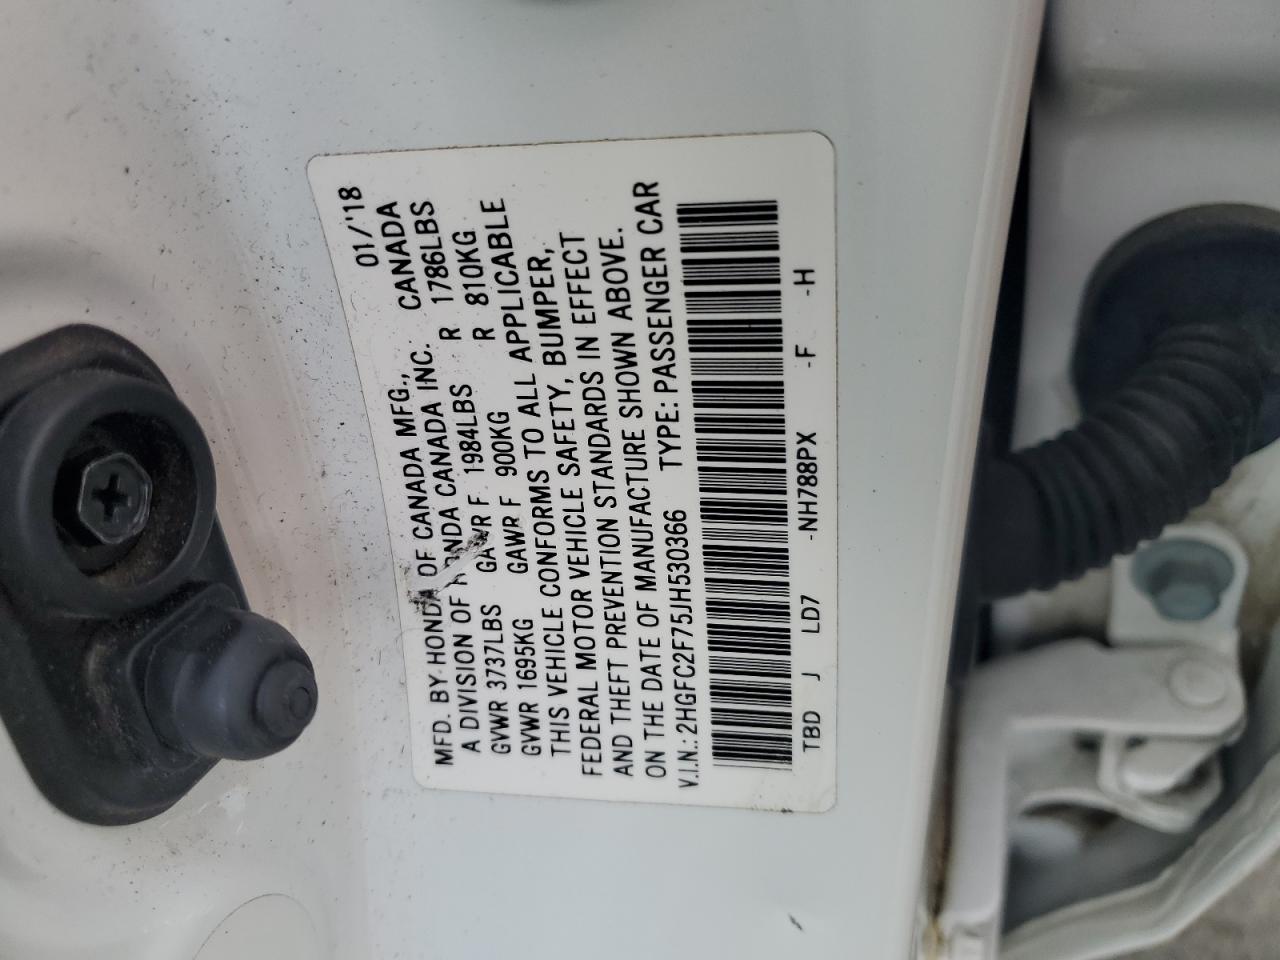 01/'18
MFD. BY HONDA OF CANADA MFG., CANADA
A DIVISION OF HONDA CANADA INC.
GVWR 3737LBS GAWR F 1984LBS R 1786LBS
GVWR 1695KG GAWR F 900KG R 810KG
THIS VEHICLE CONFORMS TO ALL APPLICABLE
FEDERAL MOTOR VEHICLE SAFETY, BUMPER,
AND THEFT PREVENTION STANDARDS IN EFFECT
ON THE DATE OF MANUFACTURE SHOWN ABOVE.
V.I.N.: 2HGFC2F75JH530366 TYPE: PASSENGER CAR
TBD J LD7 -NH788PX -F -H